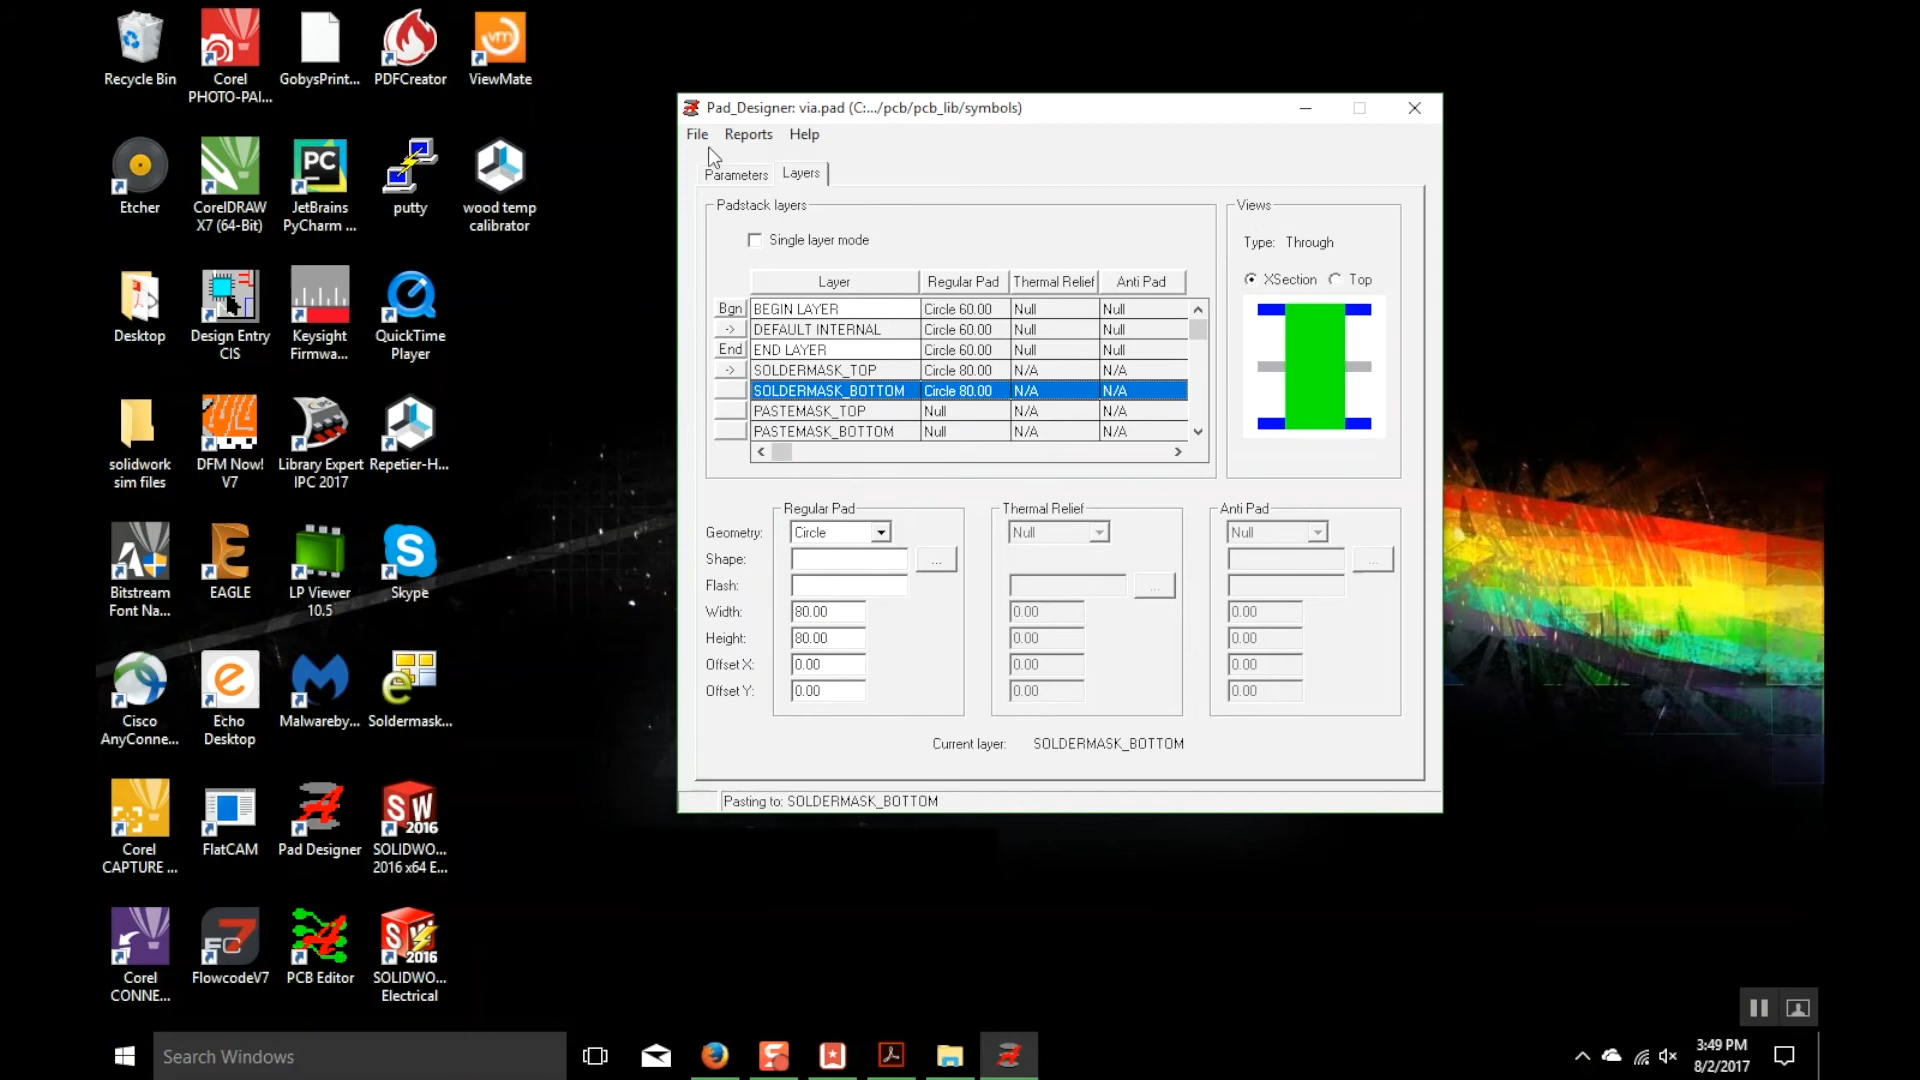 Recycle Bin
Corel
PHOTO-PAI...
GobysPrint...
PDFCreator
vm
ViewMate
Etcher
CorelDRAW
X7 (64-Bit)
PC
JetBrains
PyCharm ...
putty
wood temp
calibrator
Desktop
Design Entry
CIS
Keysight
Firmwa...
QuickTime
Player
solidwork
sim files
DFM Now!
V7
Library Expert
IPC 2017
Repetier-H...
Bitstream
Font Na...
EAGLE
LP Viewer
10.5
Skype
Cisco
AnyConne...
Echo
Desktop
Malwareby...
Soldermask...
Corel
CAPTURE ...
FlatCAM
Pad Designer
SW
2016
SOLIDWO...
2016 x64 E...
Corel
CONNE...
FC7
FlowcodeV7
PCB Editor
SW
2016
SOLIDWO...
Electrical
Pad_Designer: via.pad (C:.../pcb/pcb_lib/symbols)
File Reports Help
Parameters Layers
Padstack layers
Single layer mode
Layer Regular Pad Thermal Relief Anti Pad
Bgn BEGIN LAYER Circle 60.00 Null Null
-> DEFAULT INTERNAL Circle 60.00 Null Null
End END LAYER Circle 60.00 Null Null
-> SOLDERMASK_TOP Circle 80.00 N/A N/A
SOLDERMASK_BOTTOM Circle 80.00 N/A N/A
PASTEMASK_TOP Null N/A N/A
PASTEMASK_BOTTOM Null N/A N/A
Views
Type: Through
XSection Top
Regular Pad Thermal Relief Anti Pad
Geometry: Circle Null Null
Shape: ... ...
Flash: ...
Width: 80.00 0.00 0.00
Height: 80.00 0.00 0.00
Offset X: 0.00 0.00 0.00
Offset Y: 0.00 0.00 0.00
Current layer: SOLDERMASK_BOTTOM
Pasting to: SOLDERMASK_BOTTOM
Search Windows
3:49 PM
8/2/2017